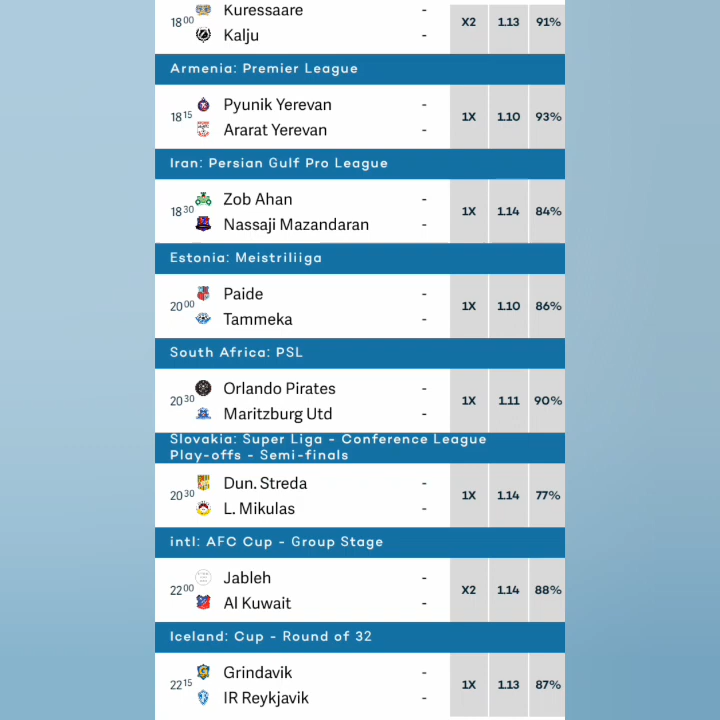 Kuressaare -
18⁰⁰ X2 1.13 91%
Kalju -
Armenia: Premier League
Pyunik Yerevan -
18¹⁵ 1X 1.10 93%
Ararat Yerevan -
Iran: Persian Gulf Pro League
Zob Ahan -
18³⁰ 1X 1.14 84%
Nassaji Mazandaran -
Estonia: Meistriliiga
Paide -
20⁰⁰ 1X 1.10 86%
Tammeka -
South Africa: PSL
Orlando Pirates -
20³⁰ 1X 1.11 90%
Maritzburg Utd -
Slovakia: Super Liga - Conference League
Play-offs - Semi-finals
Dun. Streda -
20³⁰ 1X 1.14 77%
L. Mikulas -
intl: AFC Cup - Group Stage
Jableh -
22⁰⁰ X2 1.14 88%
Al Kuwait -
Iceland: Cup - Round of 32
Grindavik -
22¹⁵ 1X 1.13 87%
IR Reykjavik -